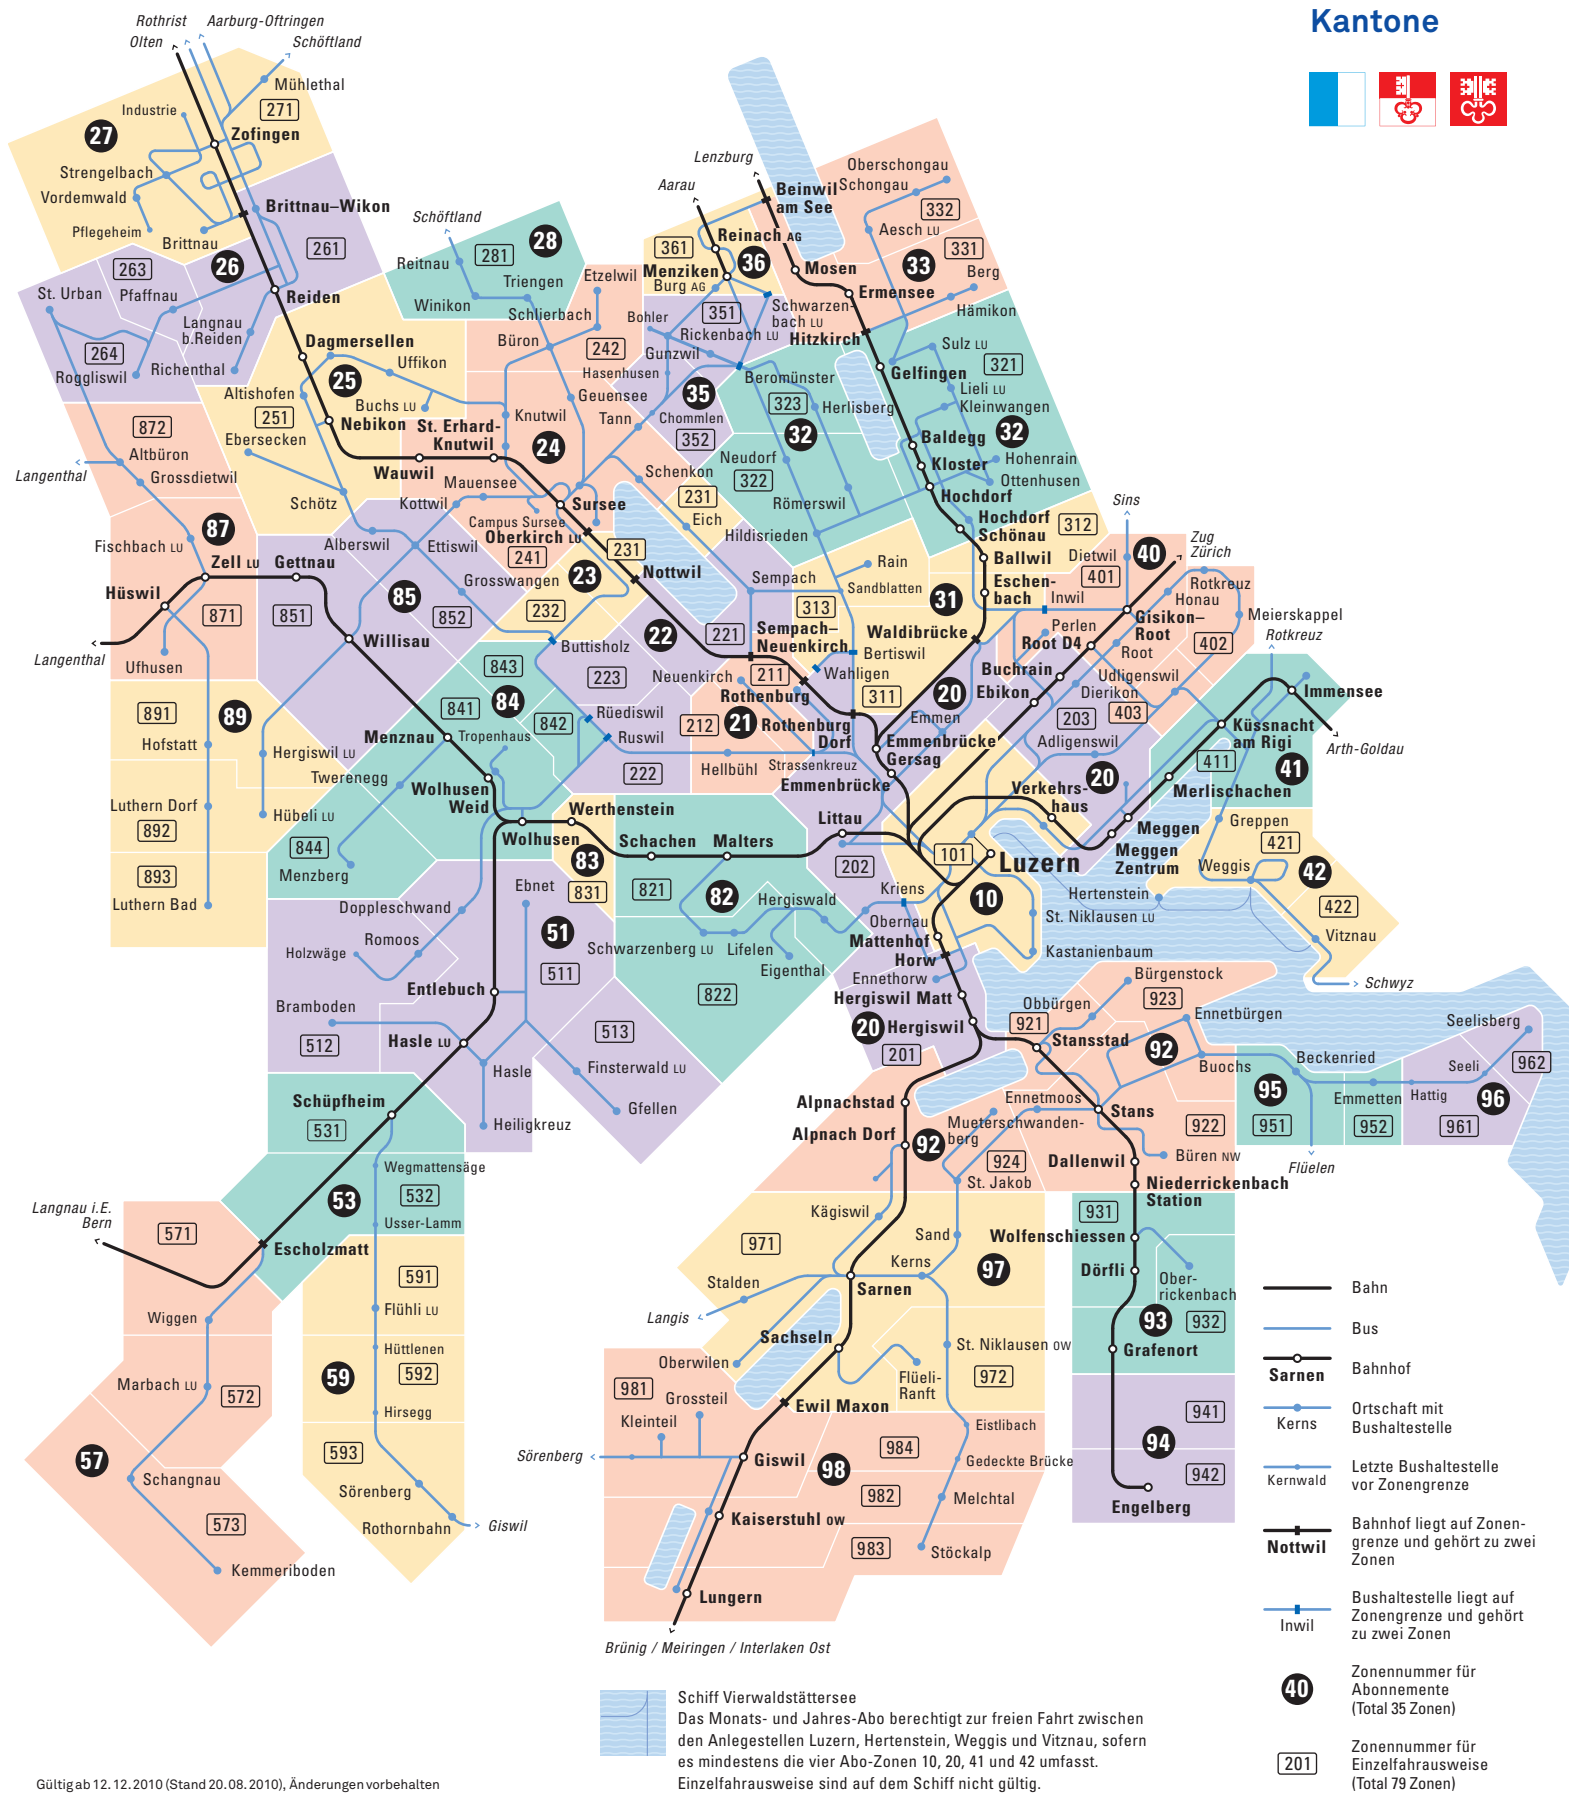 Kantone
Rothrist
Olten
Aarburg-Oftringen
Schöftland
Mühlethal
271
Industrie
27
Zofingen
Strengelbach
Vordemwald
Pflegeheim
Brittnau
Brittnau–Wikon
261
26
263
Pfaffnau
St. Urban
Reiden
Langnau
b.Reiden
264
Roggliswil
Richenthal
Schöftland
Reitnau
281
28
Triengen
Winikon
Etzelwil
Schlierbach
Büron
242
Dagmersellen
Uffikon
25
Altishofen
251
Buchs LU
Ebersecken
Nebikon
Schötz
Wauwil
St. Erhard-
Knutwil
Knutwil
24
Geuensee
Hasenhusen
Tann
Lenzburg
Aarau
Beinwil
am See
361
Reinach AG
36
Menziken
Burg AG
Mosen
Ermensee
Oberschongau
Schongau
332
Aesch LU
331
33
Berg
Hämikon
351
Schwarzen-
bach LU
Bohler
Rickenbach LU
Gunzwil
Hitzkirch
35
Chommlen
352
Beromünster
323
Herlisberg
32
Neudorf
322
Römerswil
Hildisrieden
Sulz LU
321
Gelfingen
Lieli LU
Kleinwangen
32
Baldegg
Kloster
Hohenrain
Ottenhusen
Hochdorf
Hochdorf
Schönau
312
Ballwil
Eschen-
bach
31
872
Altbüron
Langenthal
Grossdietwil
87
Fischbach LU
Zell LU
Gettnau
Hüswil
871
851
Langenthal
Ufhusen
Mauensee
Kottwil
Campus Sursee
Sursee
Oberkirch LU
241
Schenkon
231
Eich
231
Nottwil
Alberswil
Ettiswil
Grosswangen
23
232
85
852
Willisau
Buttisholz
22
221
Sempach
Rain
Sandblatten
313
Sempach–
Neuenkirch
Waldibrücke
Bertiswil
Wahligen
311
Neuenkirch
211
Rothenburg
212
21
Rothenburg
Dorf
Hellbühl
Strassenkreuz
Emmenbrücke
Emmenbrücke
Gersag
Emmen
20
Sins
Dietwil
40
401
Zug
Zürich
Rotkreuz
Honau
Inwil
Perlen
Gisikon–
Root
Root
Root D4
402
Meierskappel
Rotkreuz
Buchrain
Udligenswil
Ebikon
Dierikon
403
203
Adligenswil
20
Immensee
Küssnacht
am Rigi
411
41
Arth-Goldau
Merlischachen
Verkehrs-
haus
Meggen
Meggen
Zentrum
843
84
841
842
223
Rüediswil
Ruswil
222
Tropenhaus
Menznau
Twerenegg
Wolhusen
Weid
Wolhusen
Werthenstein
83
831
Schachen
Malters
Littau
202
821
82
Hergiswald
Schwarzenberg LU
Lifelen
Eigenthal
822
891
89
Hofstatt
Hergiswil LU
Luthern Dorf
892
Hübeli LU
893
Luthern Bad
844
Menzberg
Ebnet
Doppleschwand
51
Romoos
Holzwäge
511
Entlebuch
Bramboden
512
Hasle LU
513
Hasle
Finsterwald LU
Gfellen
Heiligkreuz
101
Luzern
10
Kriens
Obernau
Mattenhof
Horw
Ennethorw
St. Niklausen LU
Kastanienbaum
Hergiswil Matt
20
Hergiswil
201
Greppen
421
Weggis
42
Hertenstein
422
Vitznau
Schwyz
Bürgenstock
923
Obbürgen
921
Ennetbürgen
Stansstad
92
Buochs
Ennetmoos
Stans
922
Büren NW
Dallenwil
Niederrickenbach
Station
Beckenried
95
951
Emmetten
952
Seelisberg
962
Seeli
Hattig
96
961
Flüelen
Alpnachstad
Alpnach Dorf
92
Mueterschwanden-
berg
924
St. Jakob
Schüpfheim
531
Wegmattensäge
532
53
Usser-Lamm
Langnau i.E.
Bern
571
Escholzmatt
Wiggen
Marbach LU
572
57
Schangnau
573
Kemmeriboden
591
Flühli LU
Hüttlenen
59
592
Hirsegg
593
Sörenberg
Rothornbahn
Giswil
Kägiswil
971
Sand
Kerns
97
Stalden
Sarnen
Langis
Sachseln
Oberwilen
St. Niklausen OW
Flüeli-
Ranft
972
Ewil Maxon
981
Grossteil
Kleinteil
Eistlibach
984
Gedeckte Brücke
Sörenberg
Giswil
98
982
Melchtal
Kaiserstuhl OW
983
Stöckalp
Lungern
Brünig / Meiringen / Interlaken Ost
931
Wolfenschiessen
Dörfli
Ober-
rickenbach
93
932
Grafenort
941
94
942
Engelberg
Bahn
Bus
Sarnen
Bahnhof
Kerns
Ortschaft mit
Bushaltestelle
Kernwald
Letzte Bushaltestelle
vor Zonengrenze
Nottwil
Bahnhof liegt auf Zonen-
grenze und gehört zu zwei
Zonen
Inwil
Bushaltestelle liegt auf
Zonengrenze und gehört
zu zwei Zonen
40
Zonennummer für
Abonnemente
(Total 35 Zonen)
201
Zonennummer für
Einzelfahrausweise
(Total 79 Zonen)
Schiff Vierwaldstättersee
Das Monats- und Jahres-Abo berechtigt zur freien Fahrt zwischen
den Anlegestellen Luzern, Hertenstein, Weggis und Vitznau, sofern
es mindestens die vier Abo-Zonen 10, 20, 41 und 42 umfasst.
Einzelfahrausweise sind auf dem Schiff nicht gültig.
Gültig ab 12.12.2010 (Stand 20.08.2010), Änderungen vorbehalten